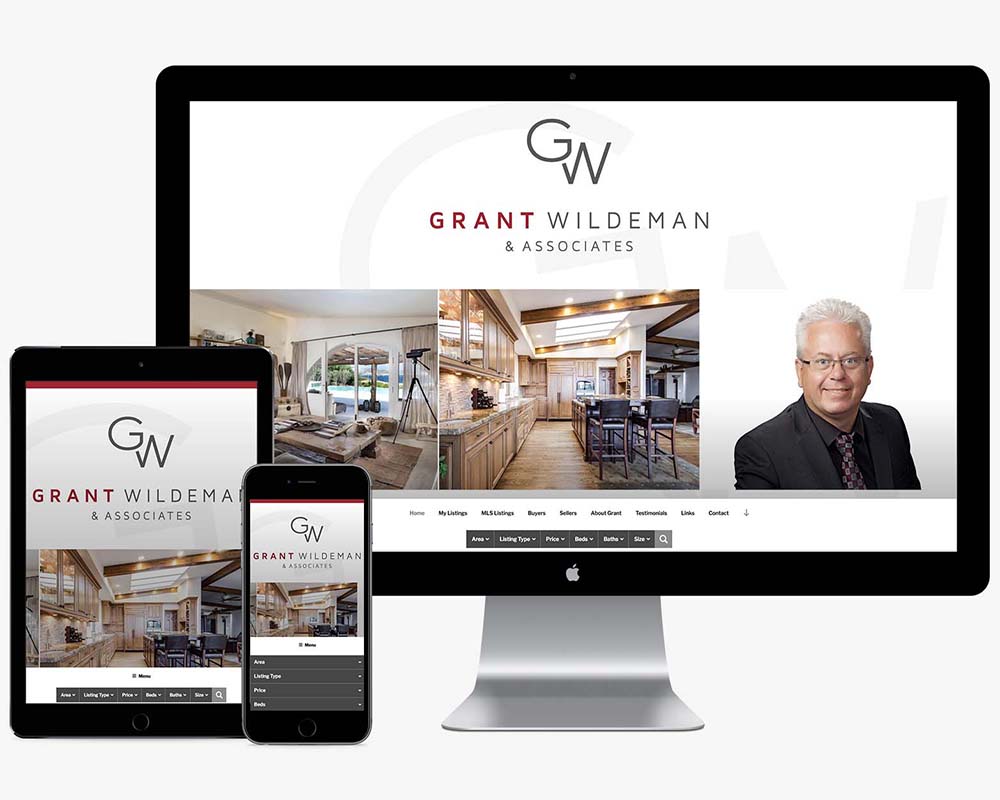 GW
GRANT WILDEMAN
& ASSOCIATES
Home My Listings MLS Listings Buyers Sellers About Grant Testimonials Links Contact
Area Listing Type Price Beds Baths Size
GW
GRANT WILDEMAN
& ASSOCIATES
Menu
Area Listing Type Price Beds Baths Size
GW
GRANT WILDEMAN
& ASSOCIATES
Menu
Area
Listing Type
Price
Beds